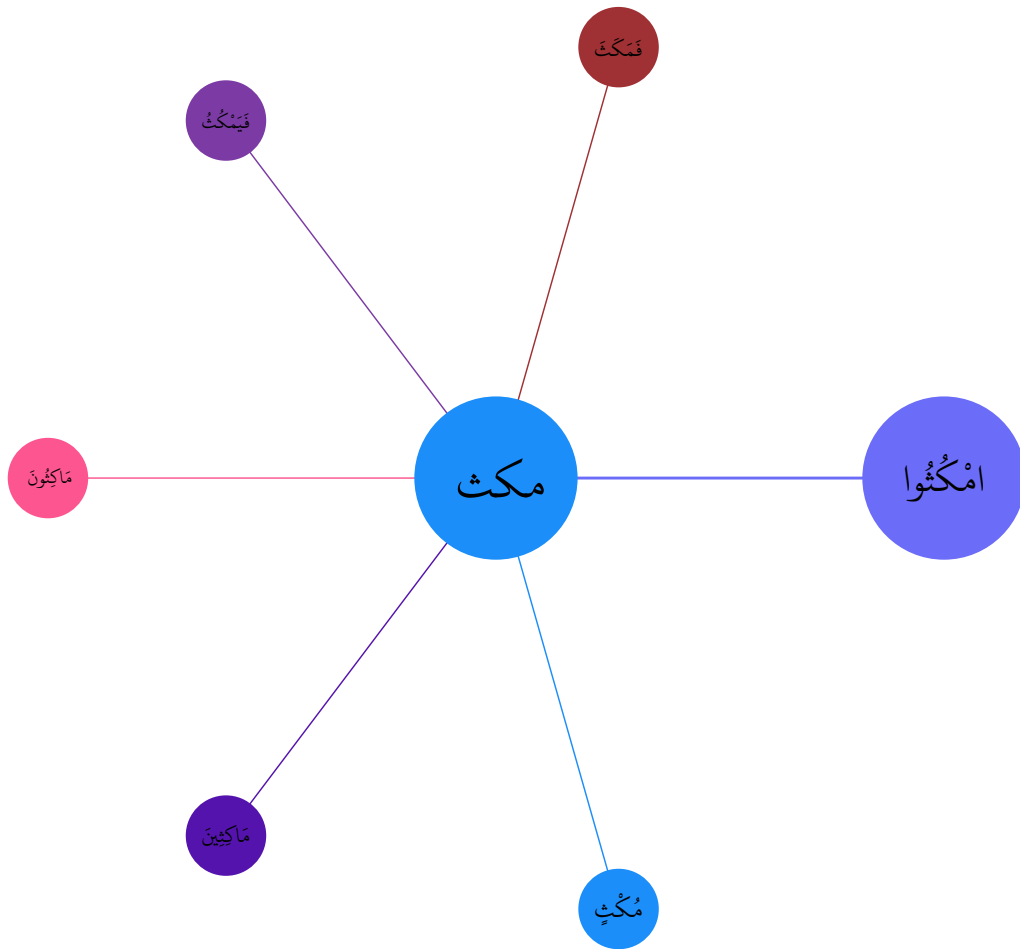 فَمَكَثَ
فَيَمْكُثُ
امْكُثُوا
مكث
مَاكِثُونَ
مَاكِثِينَ
مُكْثٍ